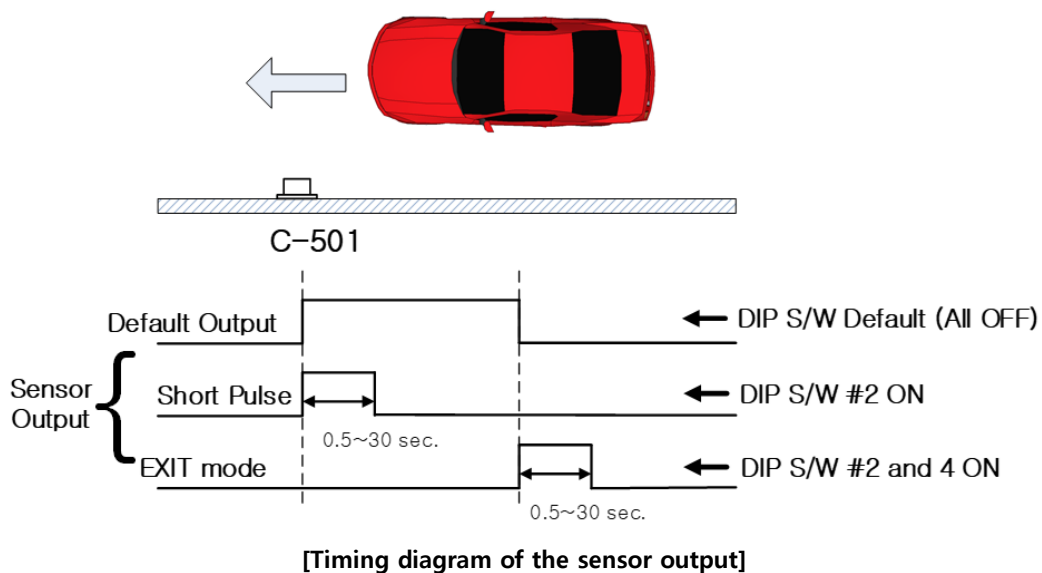 C-501
Default Output
DIP S/W Default (All OFF)
Sensor
Output
Short Pulse
DIP S/W #2 ON
0.5~30 sec.
EXIT mode
DIP S/W #2 and 4 ON
0.5~30 sec.
[Timing diagram of the sensor output]